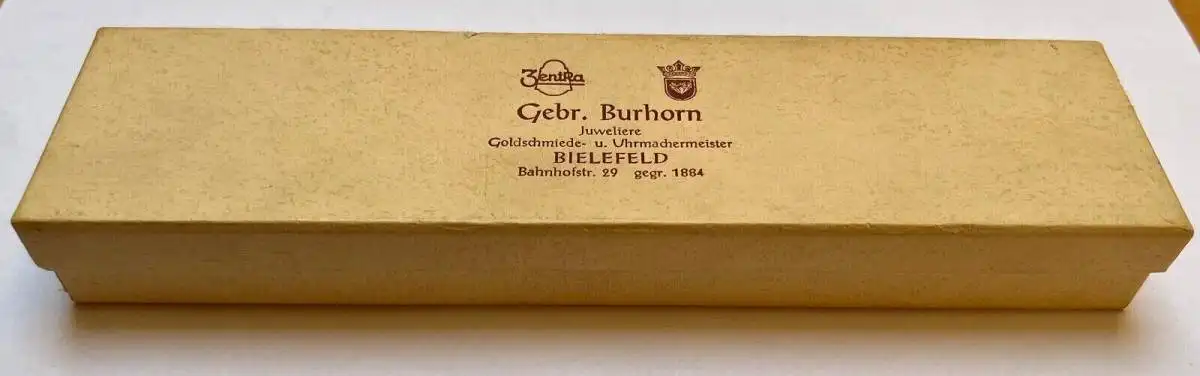 Zentra
Gebr. Burhorn
Juweliere
Goldschmiede- u. Uhrmachermeister
BIELEFELD
Bahnhofstr. 29 gegr. 1884